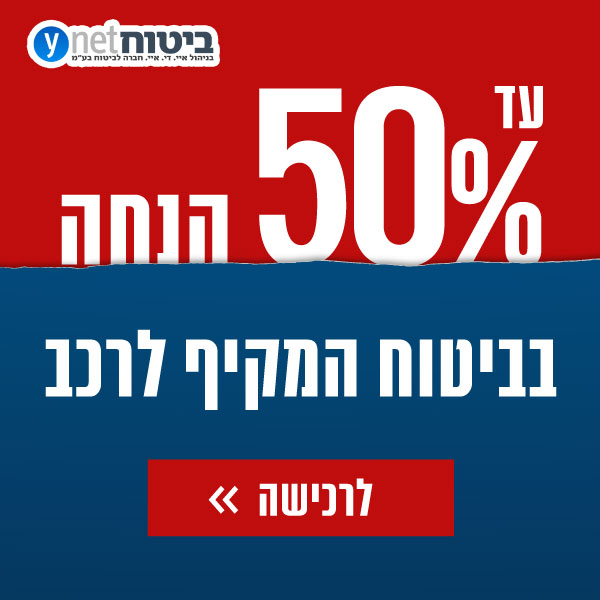 ביטוח ynet
בניהול איי. די. איי. חברה לביטוח בע"מ
עד
50% הנחה
בביטוח המקיף לרכב
לרכישה »